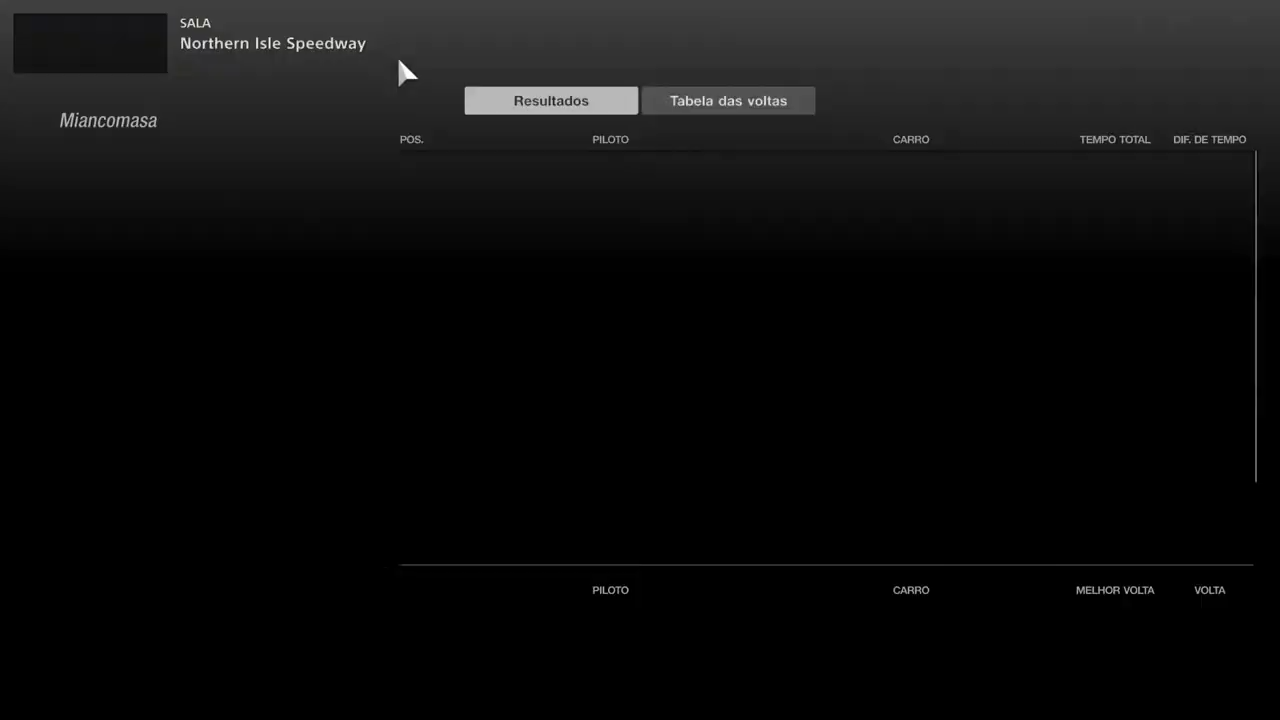 SALA
Northern Isle Speedway
Resultados Tabela das voltas
Miancomasa
POS. PILOTO CARRO TEMPO TOTAL DIF. DE TEMPO
PILOTO CARRO MELHOR VOLTA VOLTA